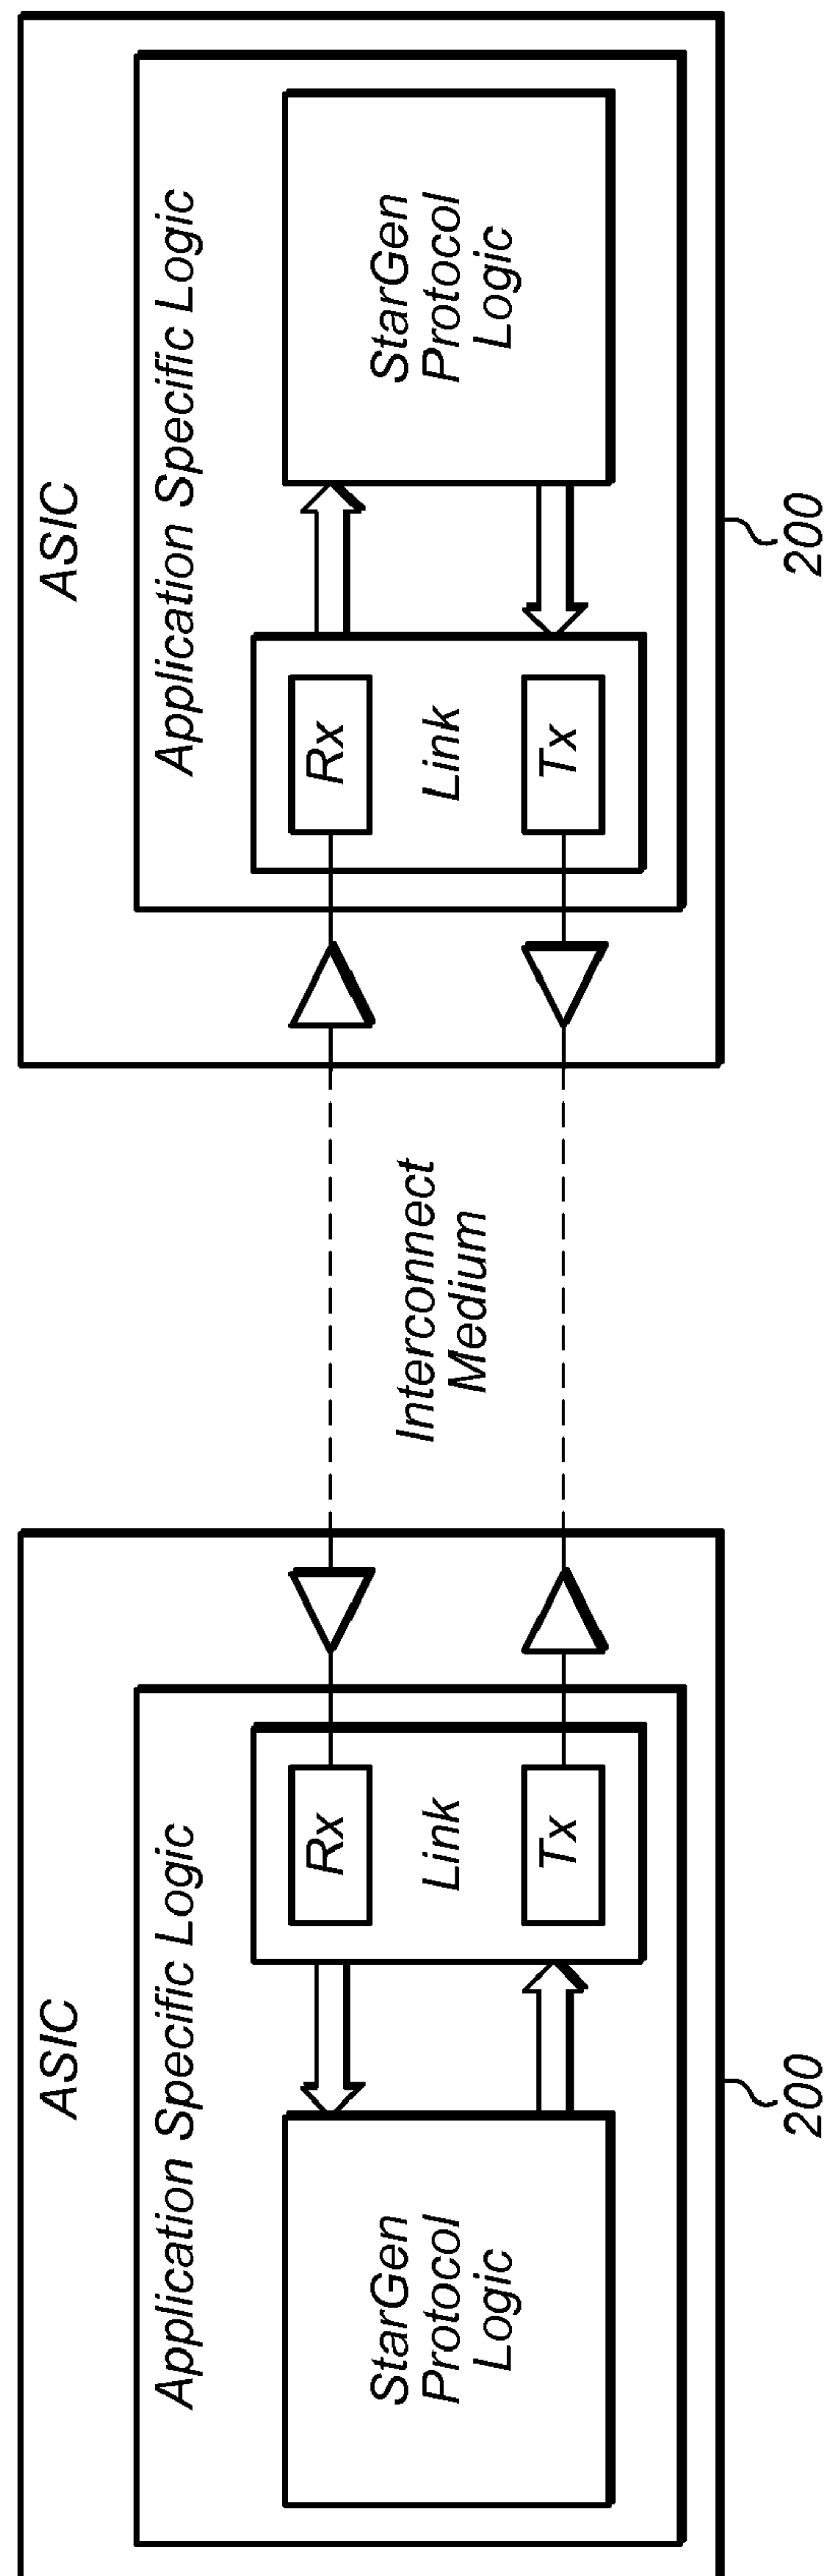 ASIC
Application Specific Logic
StarGen
Protocol
Logic
Rx
Link
Tx
200
Interconnect
Medium
ASIC
Application Specific Logic
Rx
Link
Tx
StarGen
Protocol
Logic
200